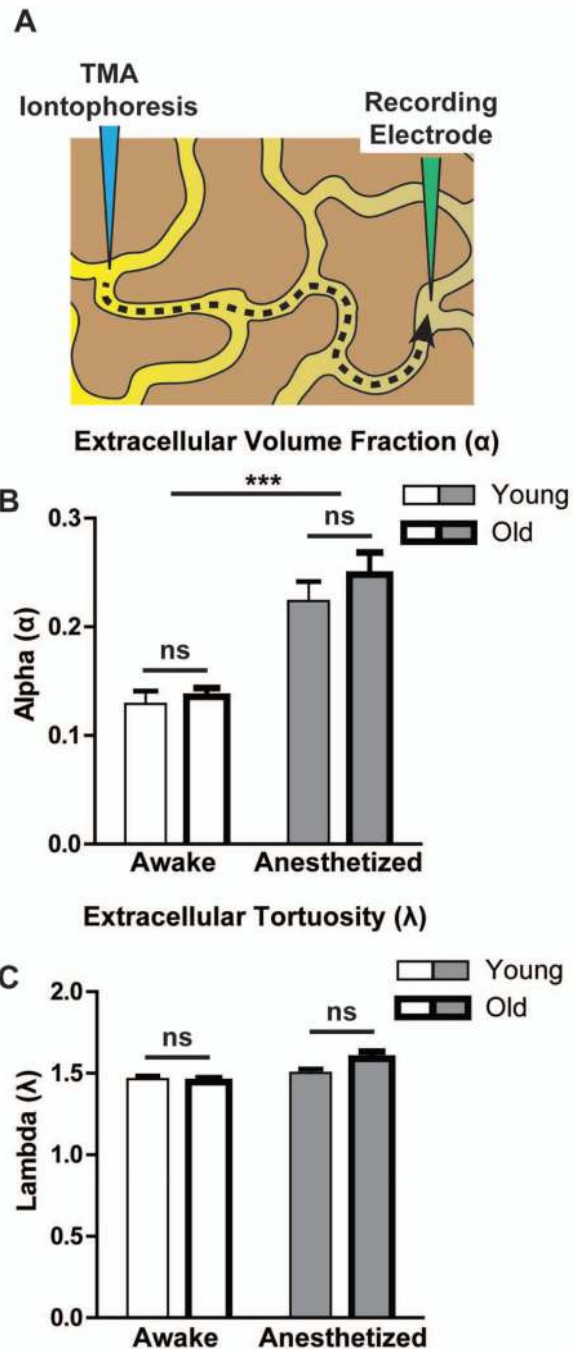 A
TMA
Iontophoresis
Recording
Electrode
Extracellular Volume Fraction (α)
B
***
Young
Old
ns
ns
0.3
0.2
0.1
0.0
Alpha (α)
Awake
Anesthetized
Extracellular Tortuosity (λ)
C
Young
Old
ns
ns
2.0
1.5
1.0
0.5
0.0
Lambda (λ)
Awake
Anesthetized